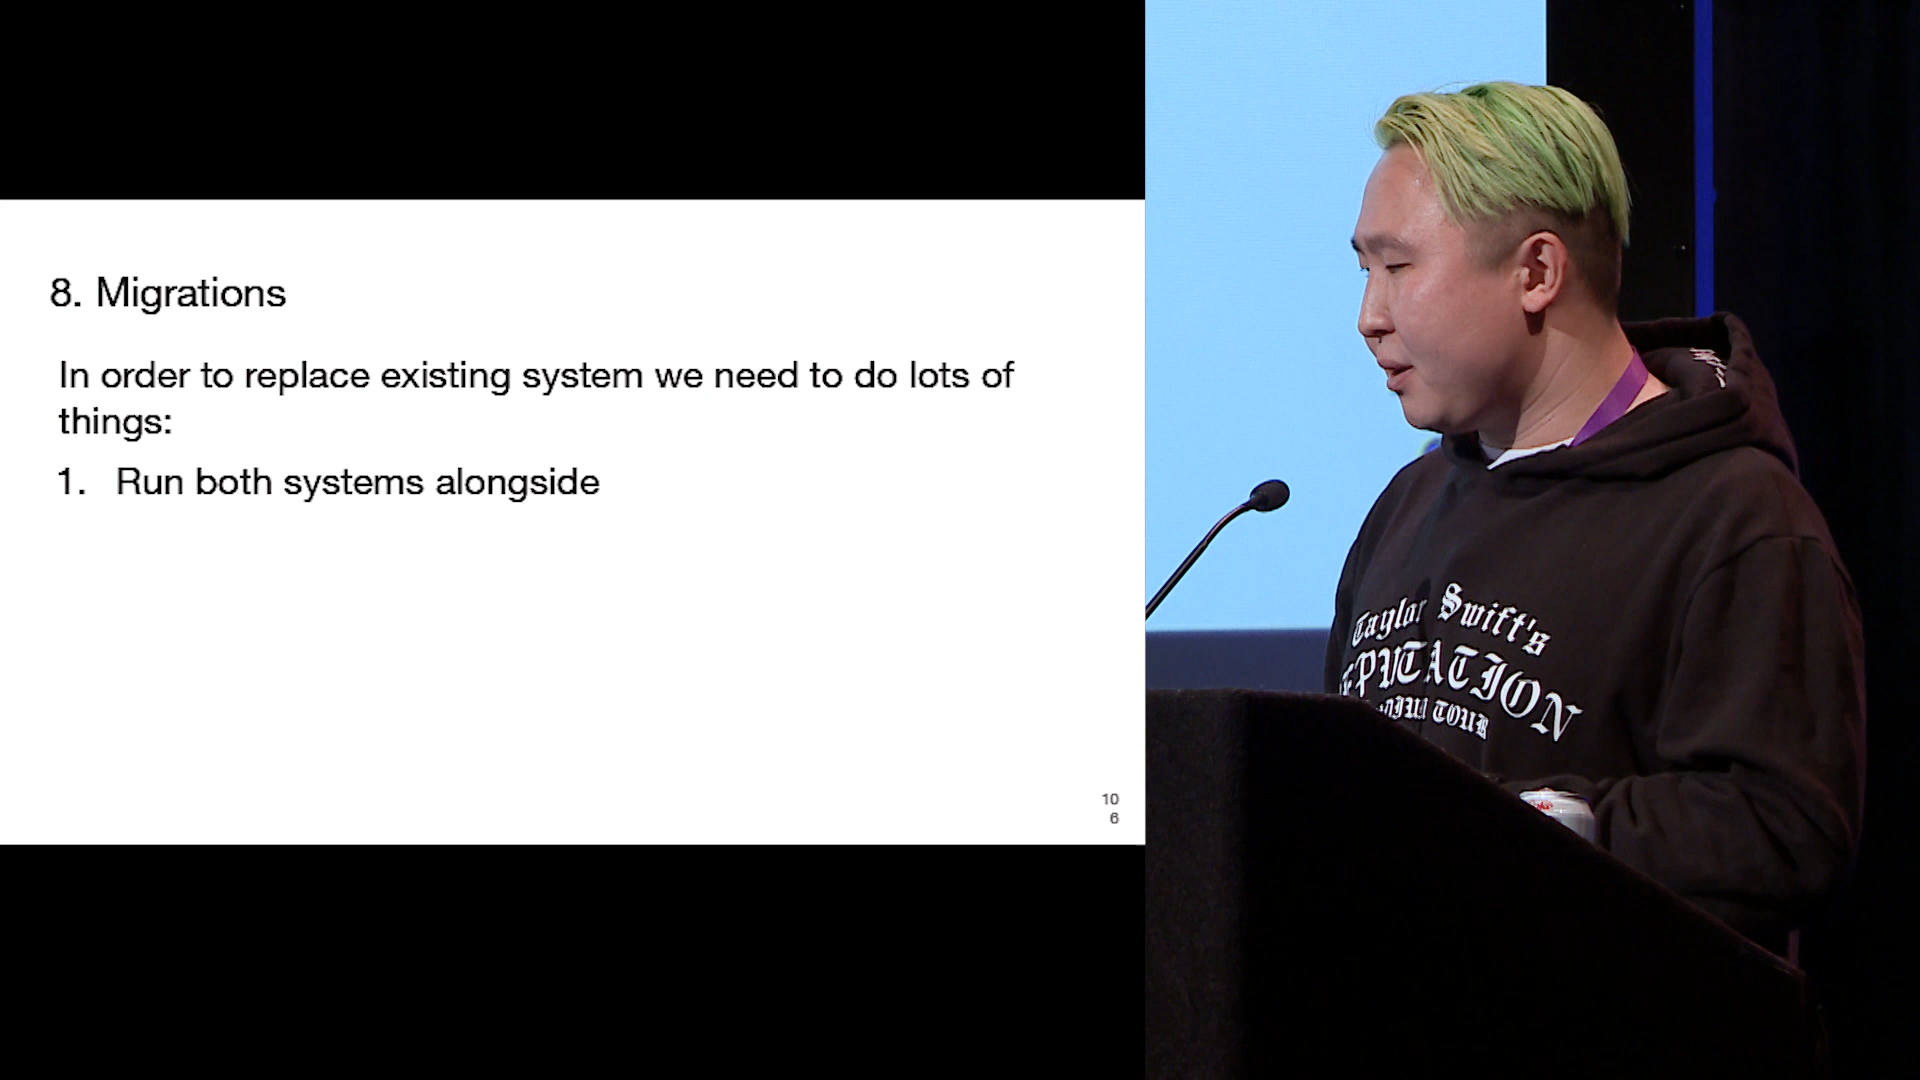 8. Migrations
In order to replace existing system we need to do lots of
things:
1. Run both systems alongside
10
6
Taylor Swift's
REPUTATION
STADIUM TOUR